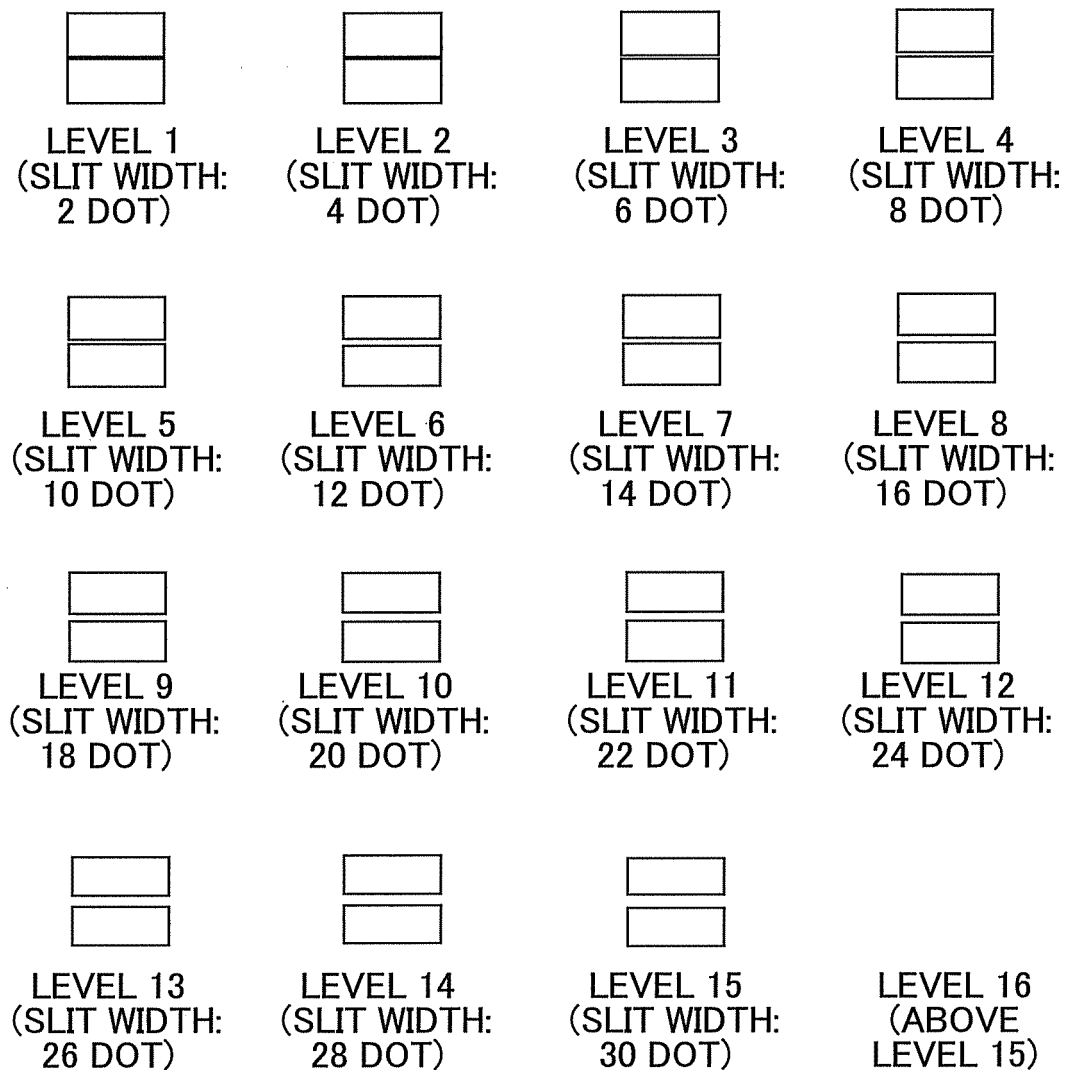 LEVEL 1
(SLIT WIDTH:
2 DOT)
LEVEL 2
(SLIT WIDTH:
4 DOT)
LEVEL 3
(SLIT WIDTH:
6 DOT)
LEVEL 4
(SLIT WIDTH:
8 DOT)
LEVEL 5
(SLIT WIDTH:
10 DOT)
LEVEL 6
(SLIT WIDTH:
12 DOT)
LEVEL 7
(SLIT WIDTH:
14 DOT)
LEVEL 8
(SLIT WIDTH:
16 DOT)
LEVEL 9
(SLIT WIDTH:
18 DOT)
LEVEL 10
(SLIT WIDTH:
20 DOT)
LEVEL 11
(SLIT WIDTH:
22 DOT)
LEVEL 12
(SLIT WIDTH:
24 DOT)
LEVEL 13
(SLIT WIDTH:
26 DOT)
LEVEL 14
(SLIT WIDTH:
28 DOT)
LEVEL 15
(SLIT WIDTH:
30 DOT)
LEVEL 16
(ABOVE
LEVEL 15)